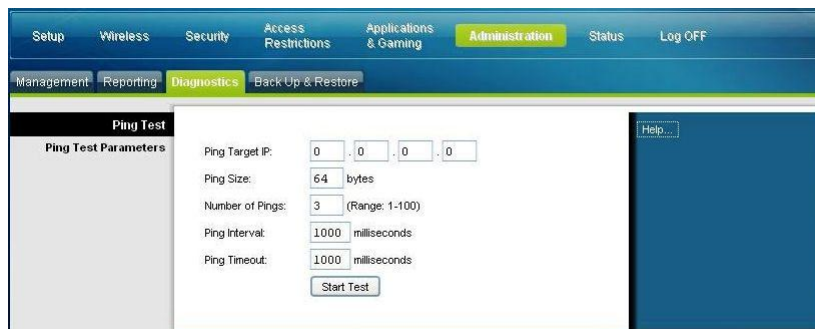 Setup Wireless Security Access Restrictions Applications & Gaming Administration Status Log OFF
Management Reporting Diagnostics Back Up & Restore
Ping Test
Help...
Ping Test Parameters
Ping Target IP: 0 . 0 . 0 . 0
Ping Size: 64 bytes
Number of Pings: 3 (Range: 1-100)
Ping Interval: 1000 milliseconds
Ping Timeout: 1000 milliseconds
Start Test